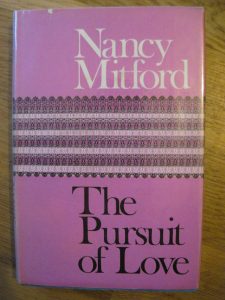 Nancy
Mitford
The
Pursuit
of Love